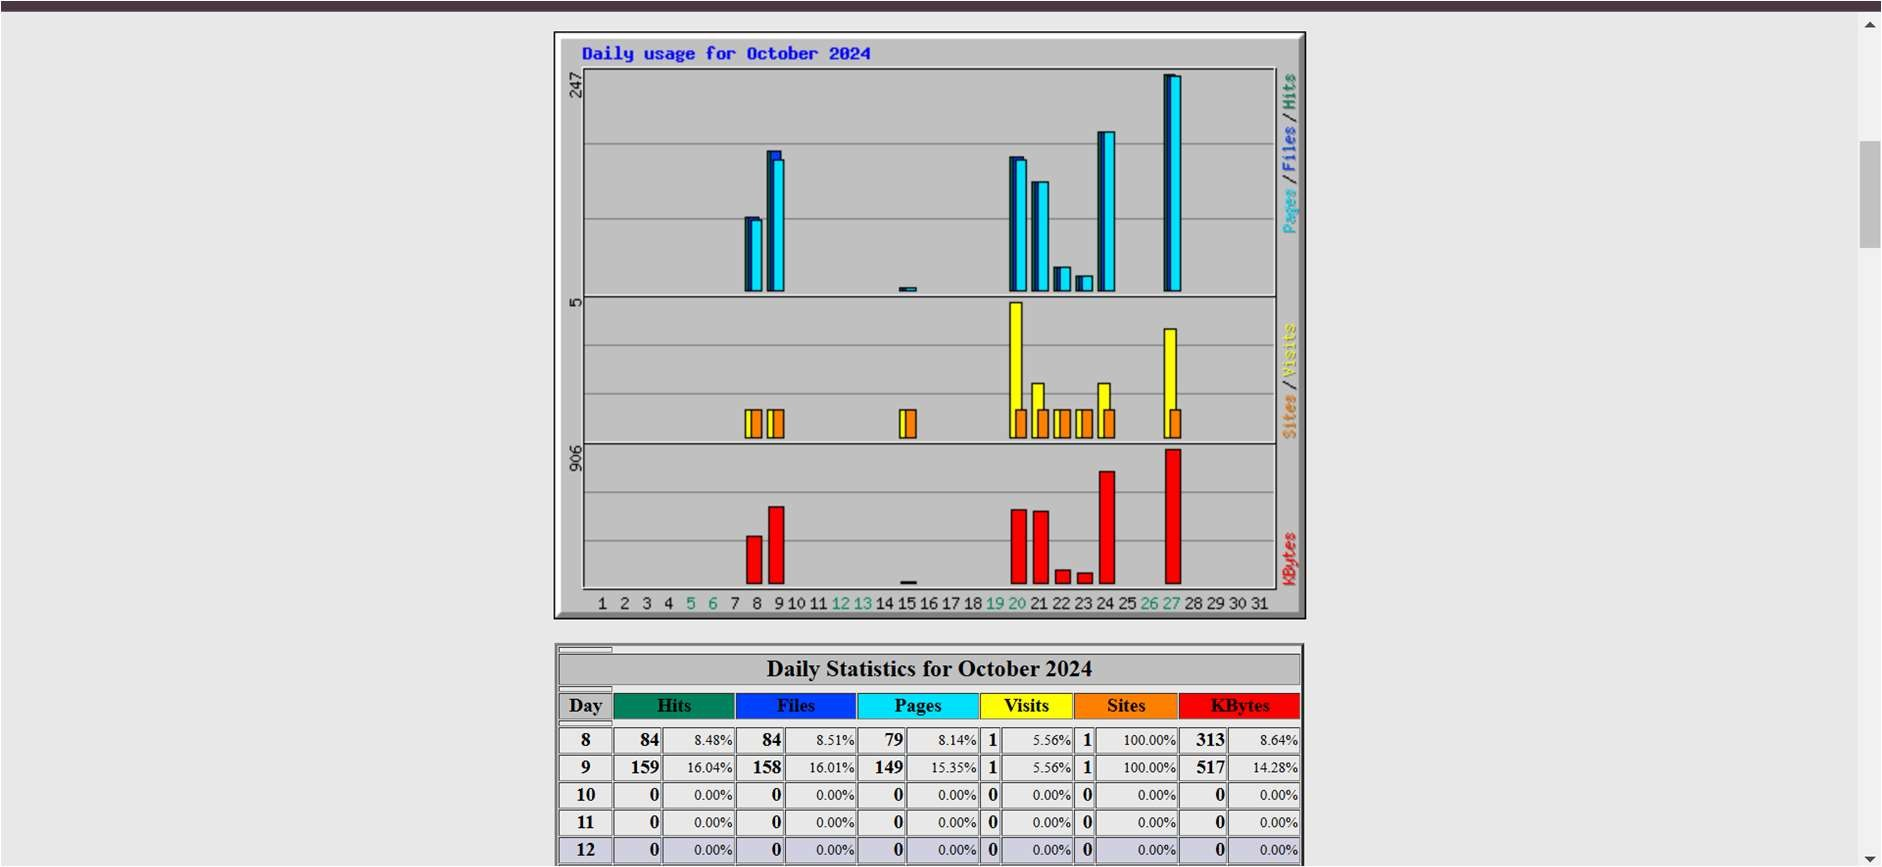 Daily usage for October 2024
247
Pages / Files / Hits
5
Sites / Visits
906
KBytes
1 2 3 4 5 6 7 8 9 10 11 12 13 14 15 16 17 18 19 20 21 22 23 24 25 26 27 28 29 30 31
Daily Statistics for October 2024
Day Hits Files Pages Visits Sites KBytes
8 84 8.48% 84 8.51% 79 8.14% 1 5.56% 1 100.00% 313 8.64%
9 159 16.04% 158 16.01% 149 15.35% 1 5.56% 1 100.00% 517 14.28%
10 0 0.00% 0 0.00% 0 0.00% 0 0.00% 0 0.00% 0 0.00%
11 0 0.00% 0 0.00% 0 0.00% 0 0.00% 0 0.00% 0 0.00%
12 0 0.00% 0 0.00% 0 0.00% 0 0.00% 0 0.00% 0 0.00%